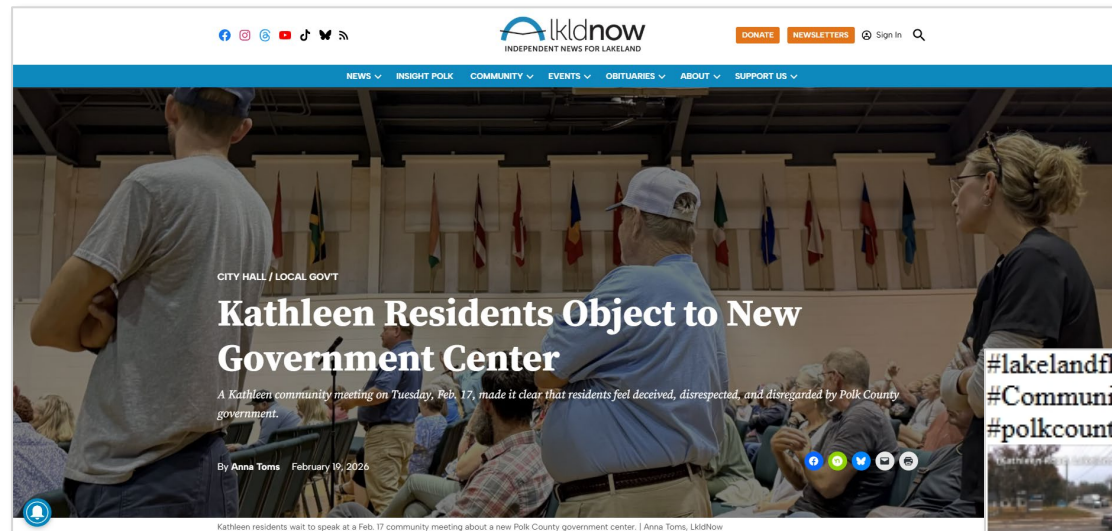 lkldnow
INDEPENDENT NEWS FOR LAKELAND
DONATE
NEWSLETTERS
Sign In
NEWS
INSIGHT POLK
COMMUNITY
EVENTS
OBITUARIES
ABOUT
SUPPORT US
CITY HALL / LOCAL GOV'T
Kathleen Residents Object to New
Government Center
A Kathleen community meeting on Tuesday, Feb. 17, made it clear that residents feel deceived, disrespected, and disregarded by Polk County
government.
By Anna Toms February 19, 2026
Kathleen residents wait to speak at a Feb. 17 community meeting about a new Polk County government center. | Anna Toms, LkldNow
#lakelandfl
#Communi
#polkcount